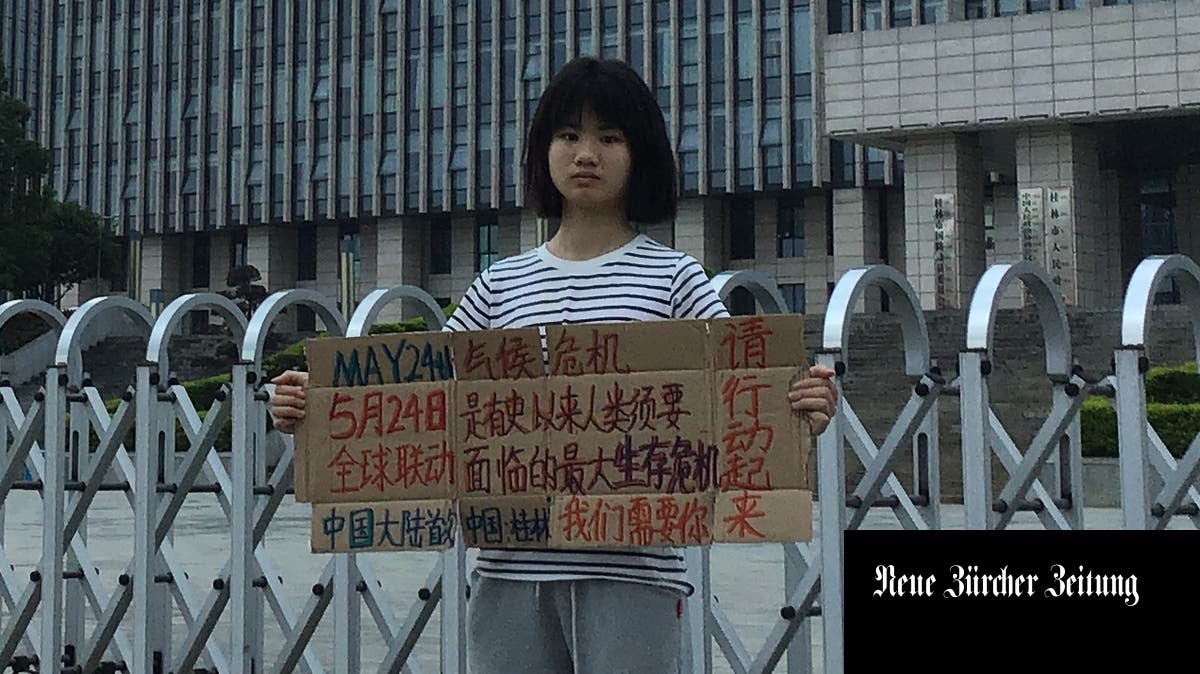 MAY24th
5月24日
全球联动
中国大陆首次
气候危机
是有史以来人类须要
面临的最大生存危机
中国.桂林 我们需要你
请行动起来
桂林市人民
Neue Zürcher Zeitung